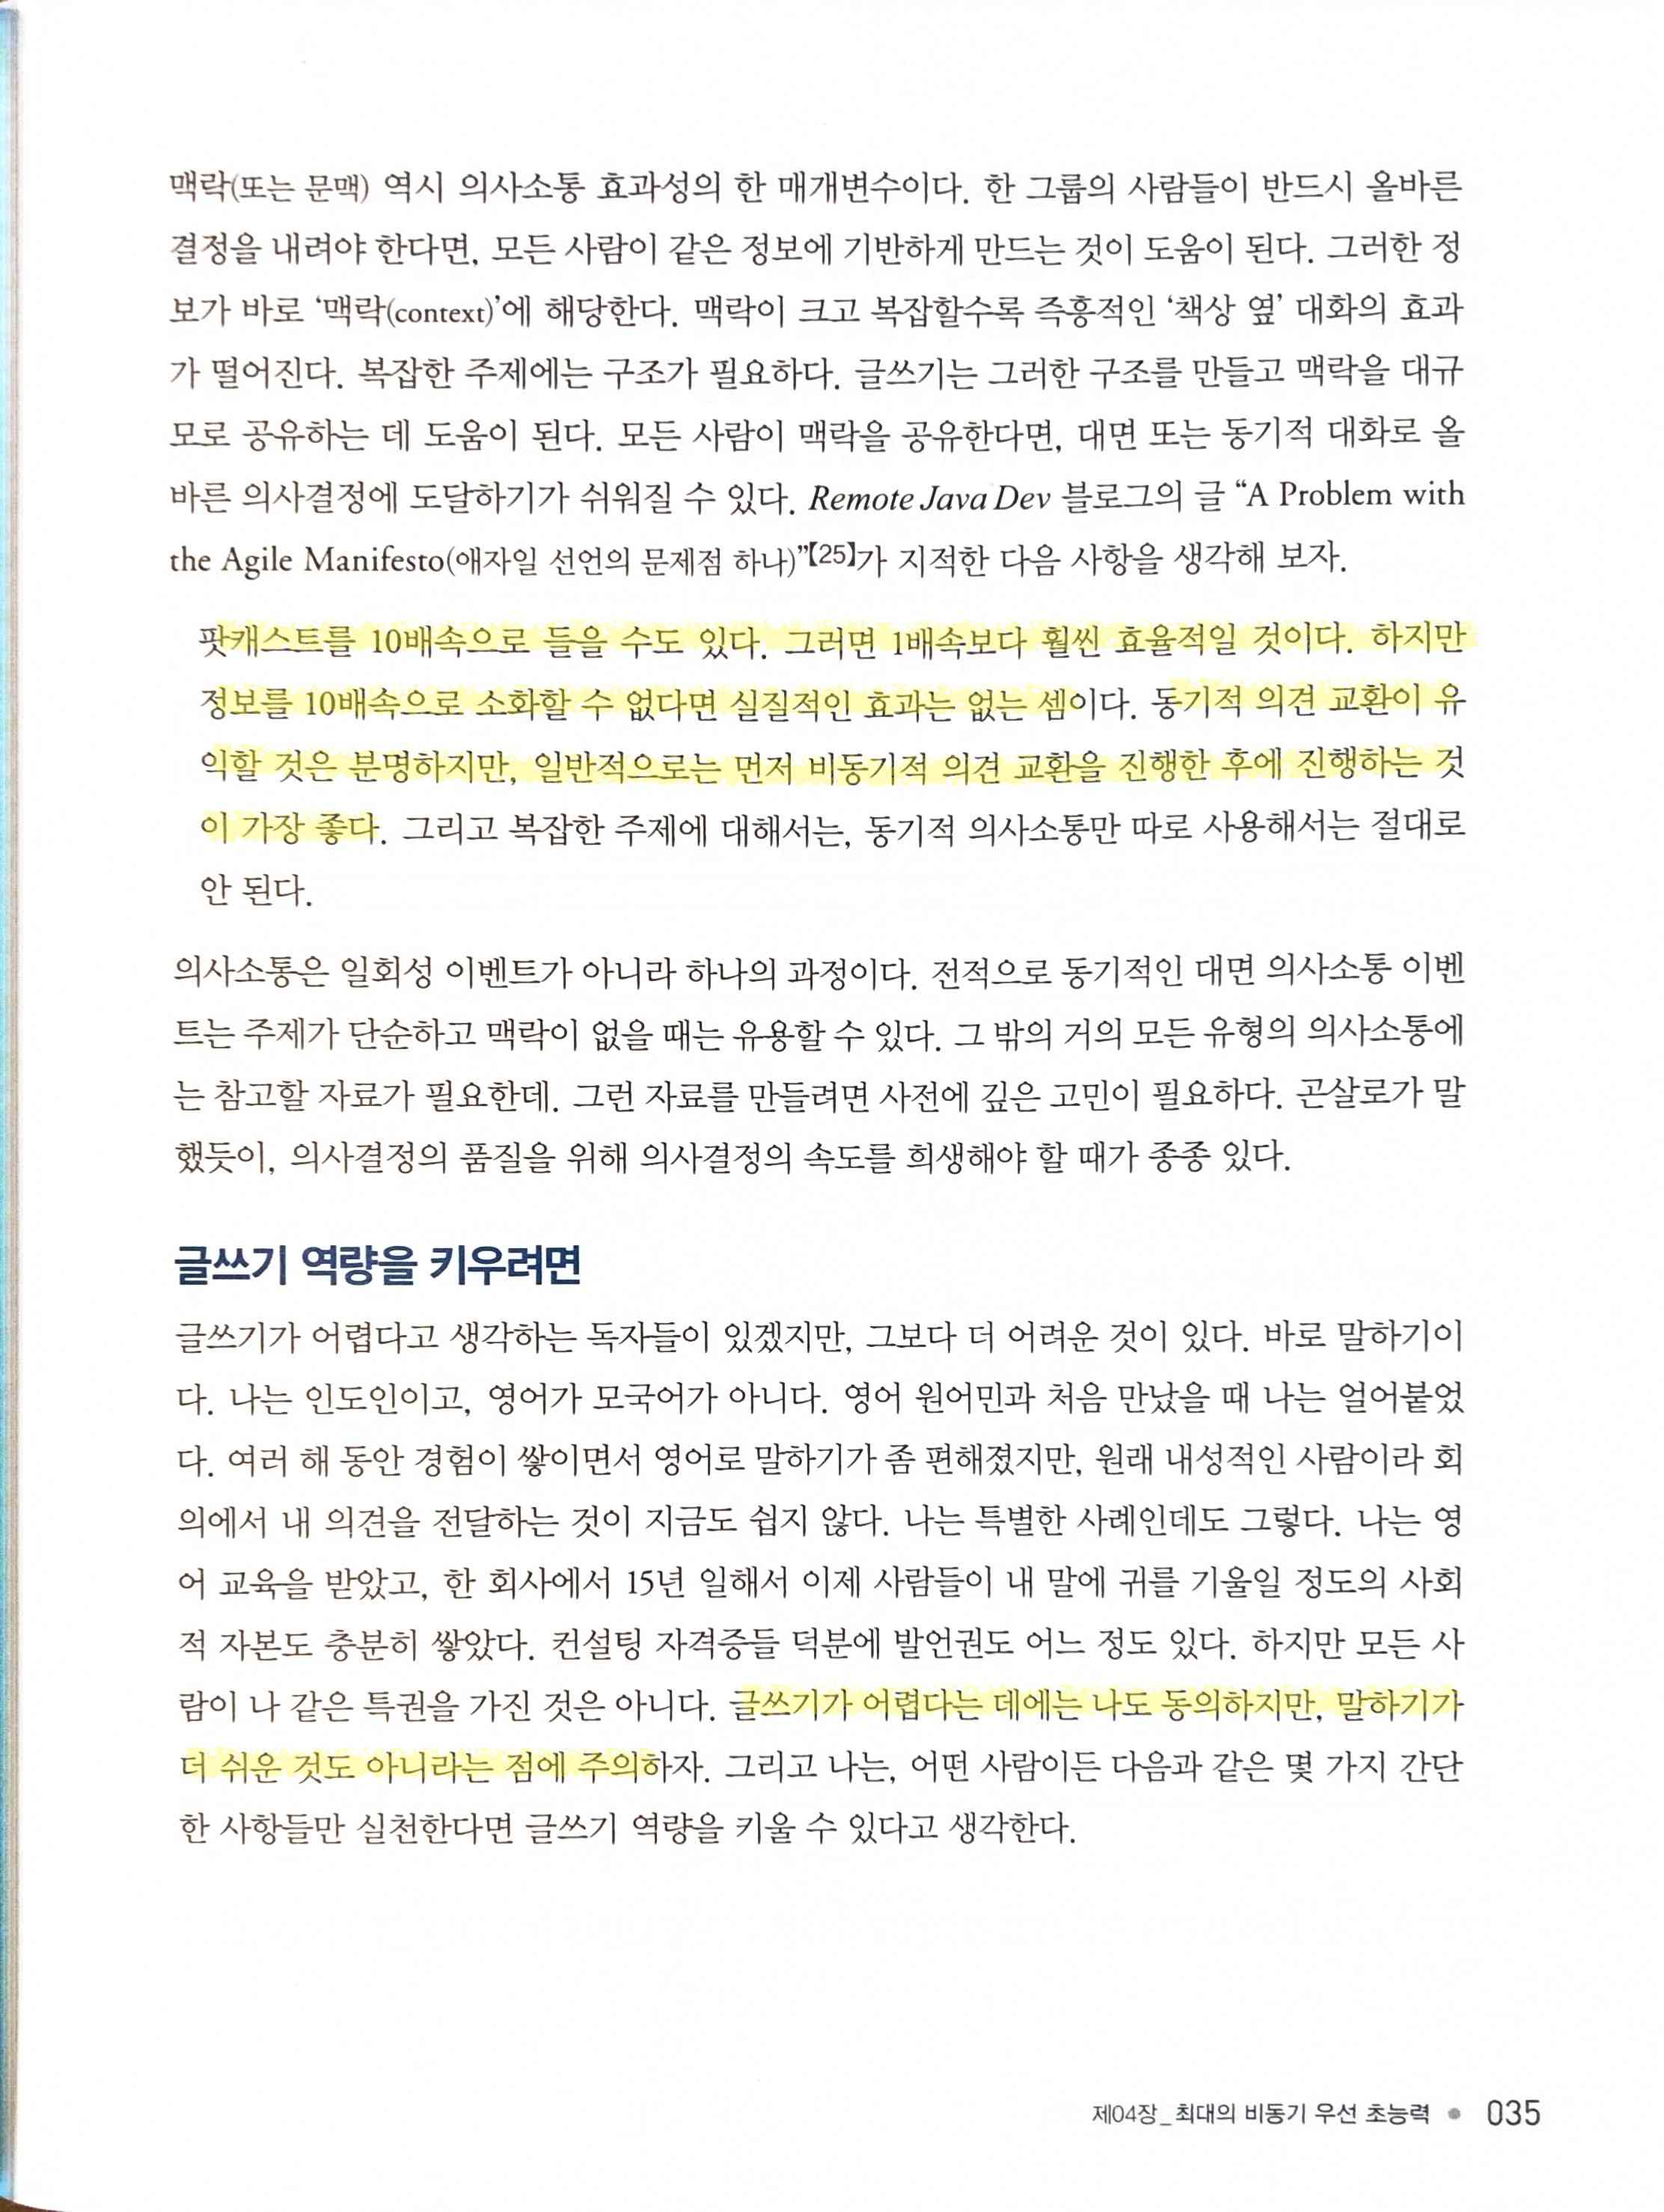 맥락(또는 문맥) 역시 의사소통 효과성의 한 매개변수이다. 한 그룹의 사람들이 반드시 올바른
결정을 내려야 한다면, 모든 사람이 같은 정보에 기반하게 만드는 것이 도움이 된다. 그러한 정
보가 바로 ‘맥락(context)’에 해당한다. 맥락이 크고 복잡할수록 즉흥적인 ‘책상 옆’ 대화의 효과
가 떨어진다. 복잡한 주제에는 구조가 필요하다. 글쓰기는 그러한 구조를 만들고 맥락을 대규
모로 공유하는 데 도움이 된다. 모든 사람이 맥락을 공유한다면, 대면 또는 동기적 대화로 올
바른 의사결정에 도달하기가 쉬워질 수 있다. Remote Java Dev 블로그의 글 “A Problem with
the Agile Manifesto(애자일 선언의 문제점 하나)”【25】가 지적한 다음 사항을 생각해 보자.
팟캐스트를 10배속으로 들을 수도 있다. 그러면 1배속보다 훨씬 효율적일 것이다. 하지만
정보를 10배속으로 소화할 수 없다면 실질적인 효과는 없는 셈이다. 동기적 의견 교환이 유
익할 것은 분명하지만, 일반적으로는 먼저 비동기적 의견 교환을 진행한 후에 진행하는 것
이 가장 좋다. 그리고 복잡한 주제에 대해서는, 동기적 의사소통만 따로 사용해서는 절대로
안 된다.
의사소통은 일회성 이벤트가 아니라 하나의 과정이다. 전적으로 동기적인 대면 의사소통 이벤
트는 주제가 단순하고 맥락이 없을 때는 유용할 수 있다. 그 밖의 거의 모든 유형의 의사소통에
는 참고할 자료가 필요한데. 그런 자료를 만들려면 사전에 깊은 고민이 필요하다. 곤살로가 말
했듯이, 의사결정의 품질을 위해 의사결정의 속도를 희생해야 할 때가 종종 있다.
글쓰기 역량을 키우려면
글쓰기가 어렵다고 생각하는 독자들이 있겠지만, 그보다 더 어려운 것이 있다. 바로 말하기이
다. 나는 인도인이고, 영어가 모국어가 아니다. 영어 원어민과 처음 만났을 때 나는 얼어붙었
다. 여러 해 동안 경험이 쌓이면서 영어로 말하기가 좀 편해졌지만, 원래 내성적인 사람이라 회
의에서 내 의견을 전달하는 것이 지금도 쉽지 않다. 나는 특별한 사례인데도 그렇다. 나는 영
어 교육을 받았고, 한 회사에서 15년 일해서 이제 사람들이 내 말에 귀를 기울일 정도의 사회
적 자본도 충분히 쌓았다. 컨설팅 자격증들 덕분에 발언권도 어느 정도 있다. 하지만 모든 사
람이 나 같은 특권을 가진 것은 아니다. 글쓰기가 어렵다는 데에는 나도 동의하지만, 말하기가
더 쉬운 것도 아니라는 점에 주의하자. 그리고 나는, 어떤 사람이든 다음과 같은 몇 가지 간단
한 사항들만 실천한다면 글쓰기 역량을 키울 수 있다고 생각한다.
제04장_최대의 비동기 우선 초능력 ● 035